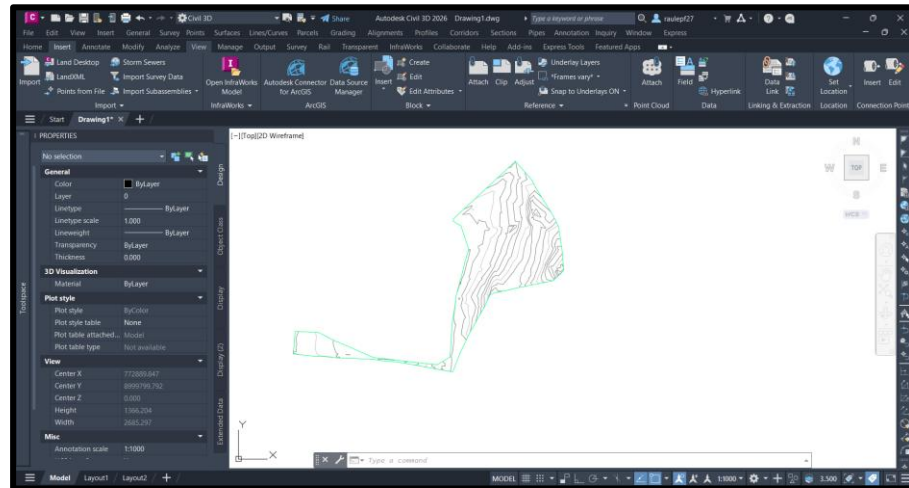 C Civil 3D Share Autodesk Civil 3D 2026 Drawing1.dwg Type a keyword or phrase raulepf27
File Edit View Insert General Survey Points Surfaces Lines/Curves Parcels Grading Alignments Profiles Corridors Sections Pipes Annotation Inquiry Window Express
Home Insert Annotate Modify Analyze View Manage Output Survey Rail Transparent InfraWorks Collaborate Help Add-ins Express Tools Featured Apps
Land Desktop Storm Sewers Create Underlay Layers
Import LandXML Import Survey Data Open InfraWorks Model Autodesk Connector for ArcGIS Data Source Manager Insert Edit Attach Clip Adjust *Frames vary* Attach Field Data Link Set Location Insert Edit
Points from File Import Subassemblies Edit Attributes Snap to Underlays ON Hyperlink
Import InfraWorks ArcGIS Block Reference Point Cloud Data Linking & Extraction Location Connection Point
Start Drawing1*
PROPERTIES [−][Top][2D Wireframe]
No selection
General
Color ByLayer
Layer 0
Linetype ByLayer
Linetype scale 1.000
Lineweight ByLayer
Transparency ByLayer
Thickness 0.000
3D Visualization
Material ByLayer
Plot style
Plot style ByColor
Plot style table None
Plot table attached... Model
Plot table type Not available
View
Center X 772889.847
Center Y 8999799.792
Center Z 0.000
Height 1366.204
Width 2685.297
Misc
Annotation scale 1:1000
Toolspace
Design
Object Class
Display
Display (2)
Extended Data
N
W TOP E
S
WCS
Y
X
Type a command
Model Layout1 Layout2 MODEL 1:1000 3.500